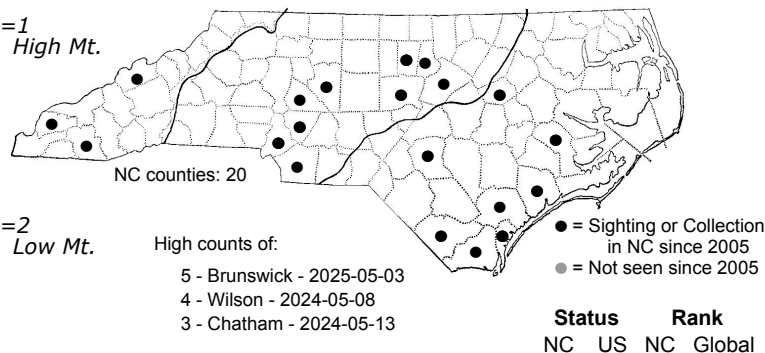 =1
High Mt.
NC counties: 20
=2
Low Mt.
High counts of:
5 - Brunswick - 2025-05-03
4 - Wilson - 2024-05-08
3 - Chatham - 2024-05-13
● = Sighting or Collection
in NC since 2005
● = Not seen since 2005
Status Rank
NC US NC Global